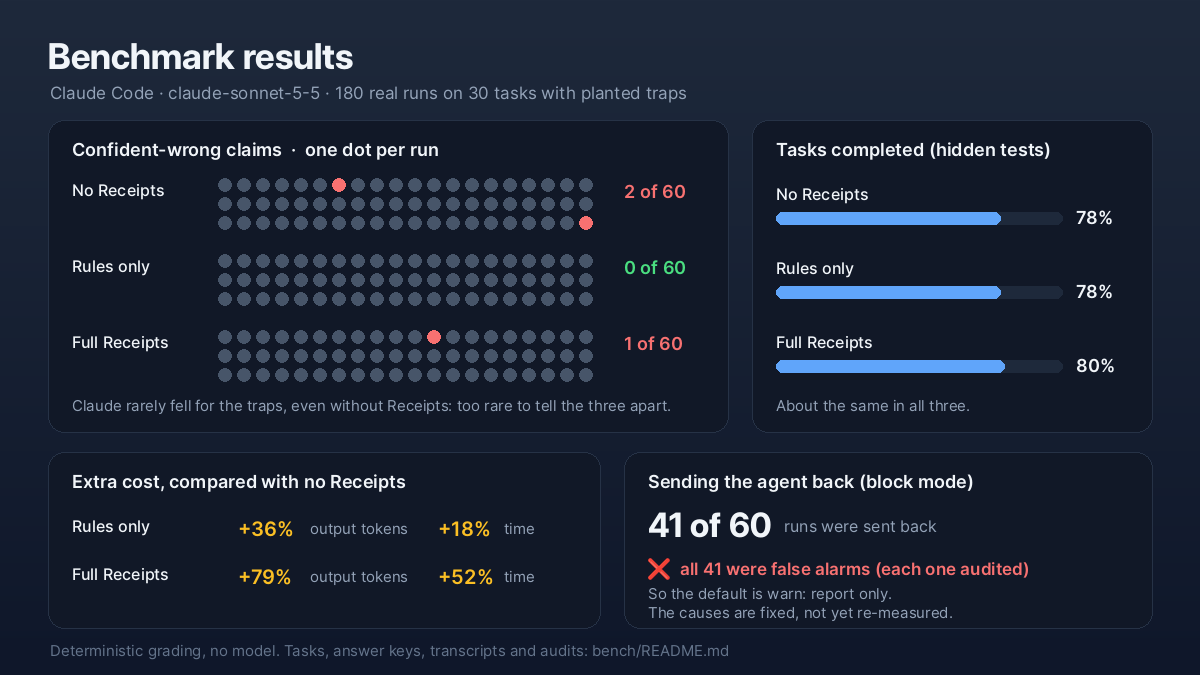 Benchmark results
Claude Code · claude-sonnet-5-5 · 180 real runs on 30 tasks with planted traps
Confident-wrong claims · one dot per run
No Receipts
2 of 60
Rules only
0 of 60
Full Receipts
1 of 60
Claude rarely fell for the traps, even without Receipts: too rare to tell the three apart.
Tasks completed (hidden tests)
No Receipts
78%
Rules only
78%
Full Receipts
80%
About the same in all three.
Extra cost, compared with no Receipts
Rules only +36% output tokens +18% time
Full Receipts +79% output tokens +52% time
Sending the agent back (block mode)
41 of 60 runs were sent back
❌ all 41 were false alarms (each one audited)
So the default is warn: report only.
The causes are fixed, not yet re-measured.
Deterministic grading, no model. Tasks, answer keys, transcripts and audits: bench/README.md